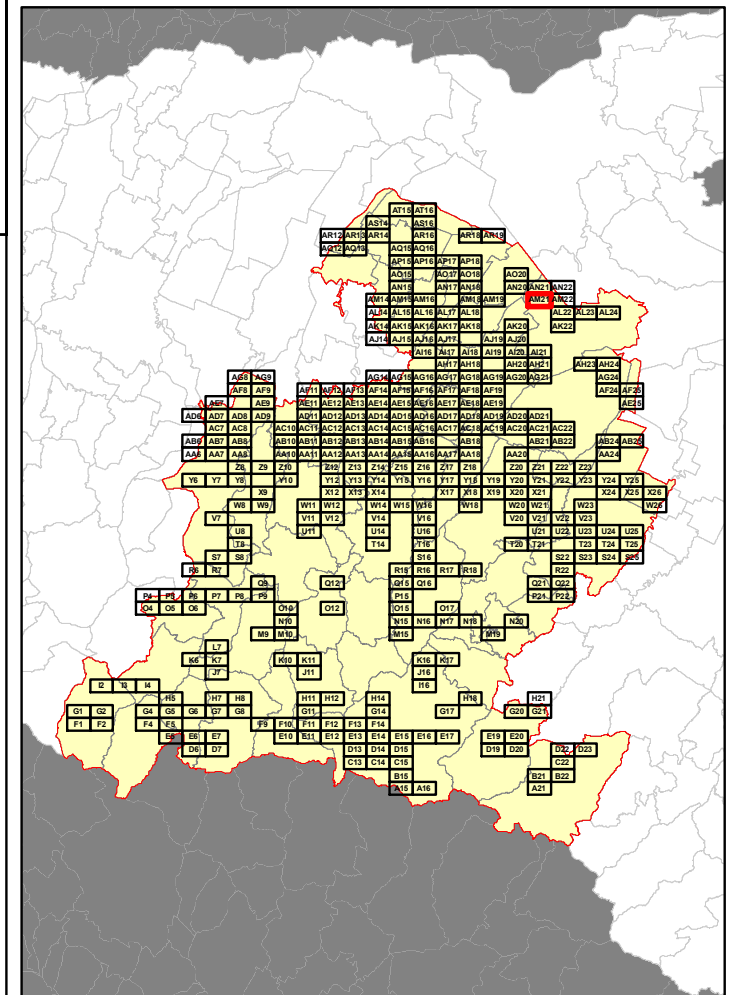 AT15 AT16
AS14 AS16
AR12 AR13 AR14 AR16 AR18 AR19
AQ12 AQ13 AQ15 AQ16
AP15 AP16 AP17 AP18
AO15 AO17 AO18 AO20
AN15 AN17 AN16 AN20 AN21 AN22
AM14 AM15 AM16 AM18 AM19 AM21 AM22
AL14 AL15 AL16 AL17 AL18 AL22 AL23 AL24
AK14 AK15 AK16 AK17 AK18 AK20 AK22
AJ14 AJ15 AJ16 AJ17 AJ19 AJ20
AI16 AI17 AI18 AI19 AI20 AI21
AH17 AH18 AH20 AH21 AH23 AH24
AG8 AG9 AG14 AG15 AG16 AG17 AG18 AG19 AG20 AG21 AG24
AF8 AF9 AF11 AF12 AF13 AF14 AF15 AF16 AF17 AF18 AF19 AF24 AF25
AE7 AE9 AE11 AE12 AE13 AE14 AE15 AE16 AE17 AE18 AE19 AE25
AD6 AD7 AD8 AD9 AD11 AD12 AD13 AD14 AD15 AD16 AD17 AD18 AD19 AD20 AD21
AC7 AC8 AC10 AC11 AC12 AC13 AC14 AC15 AC16 AC17 AC18 AC19 AC20 AC21 AC22
AB6 AB7 AB8 AB10 AB11 AB12 AB13 AB14 AB15 AB16 AB18 AB21 AB22 AB24 AB25
AA6 AA7 AA8 AA10 AA11 AA12 AA13 AA14 AA15 AA16 AA17 AA18 AA20 AA24
Z8 Z9 Z10 Z12 Z13 Z14 Z15 Z16 Z17 Z18 Z20 Z21 Z22 Z23
Y6 Y7 Y8 Y10 Y12 Y13 Y14 Y15 Y16 Y17 Y18 Y19 Y20 Y21 Y22 Y23 Y24 Y25
X9 X12 X13 X14 X17 X18 X19 X20 X21 X24 X25 X26
W8 W9 W11 W12 W14 W15 W16 W18 W20 W21 W23 W26
V7 V11 V12 V14 V16 V20 V21 V22 V23
U8 U11 U14 U16 U21 U22 U23 U24 U25
T8 T14 T16 T20 T21 T23 T24 T25
S7 S8 S16 S22 S23 S24 S25
R6 R7 R15 R16 R17 R18 R22
Q9 Q12 Q15 Q16 Q21 Q22
P4 P5 P6 P7 P8 P9 P15 P21 P22
O4 O5 O6 O10 O12 O15 O17
N10 N15 N16 N17 N18 N20
M9 M10 M15 M19
L7
K6 K7 K10 K11 K16 K17
J7 J11 J16
I2 I3 I4 I16
H5 H7 H8 H11 H12 H14 H18 H21
G1 G2 G4 G5 G6 G7 G8 G11 G14 G17 G20 G21
F1 F2 F4 F5 F9 F10 F11 F12 F13 F14
E5 E6 E7 E10 E11 E12 E13 E14 E15 E16 E17 E19 E20
D6 D7 D13 D14 D15 D19 D20 D22 D23
C13 C14 C15 C22
B15 B21 B22
A15 A16 A21